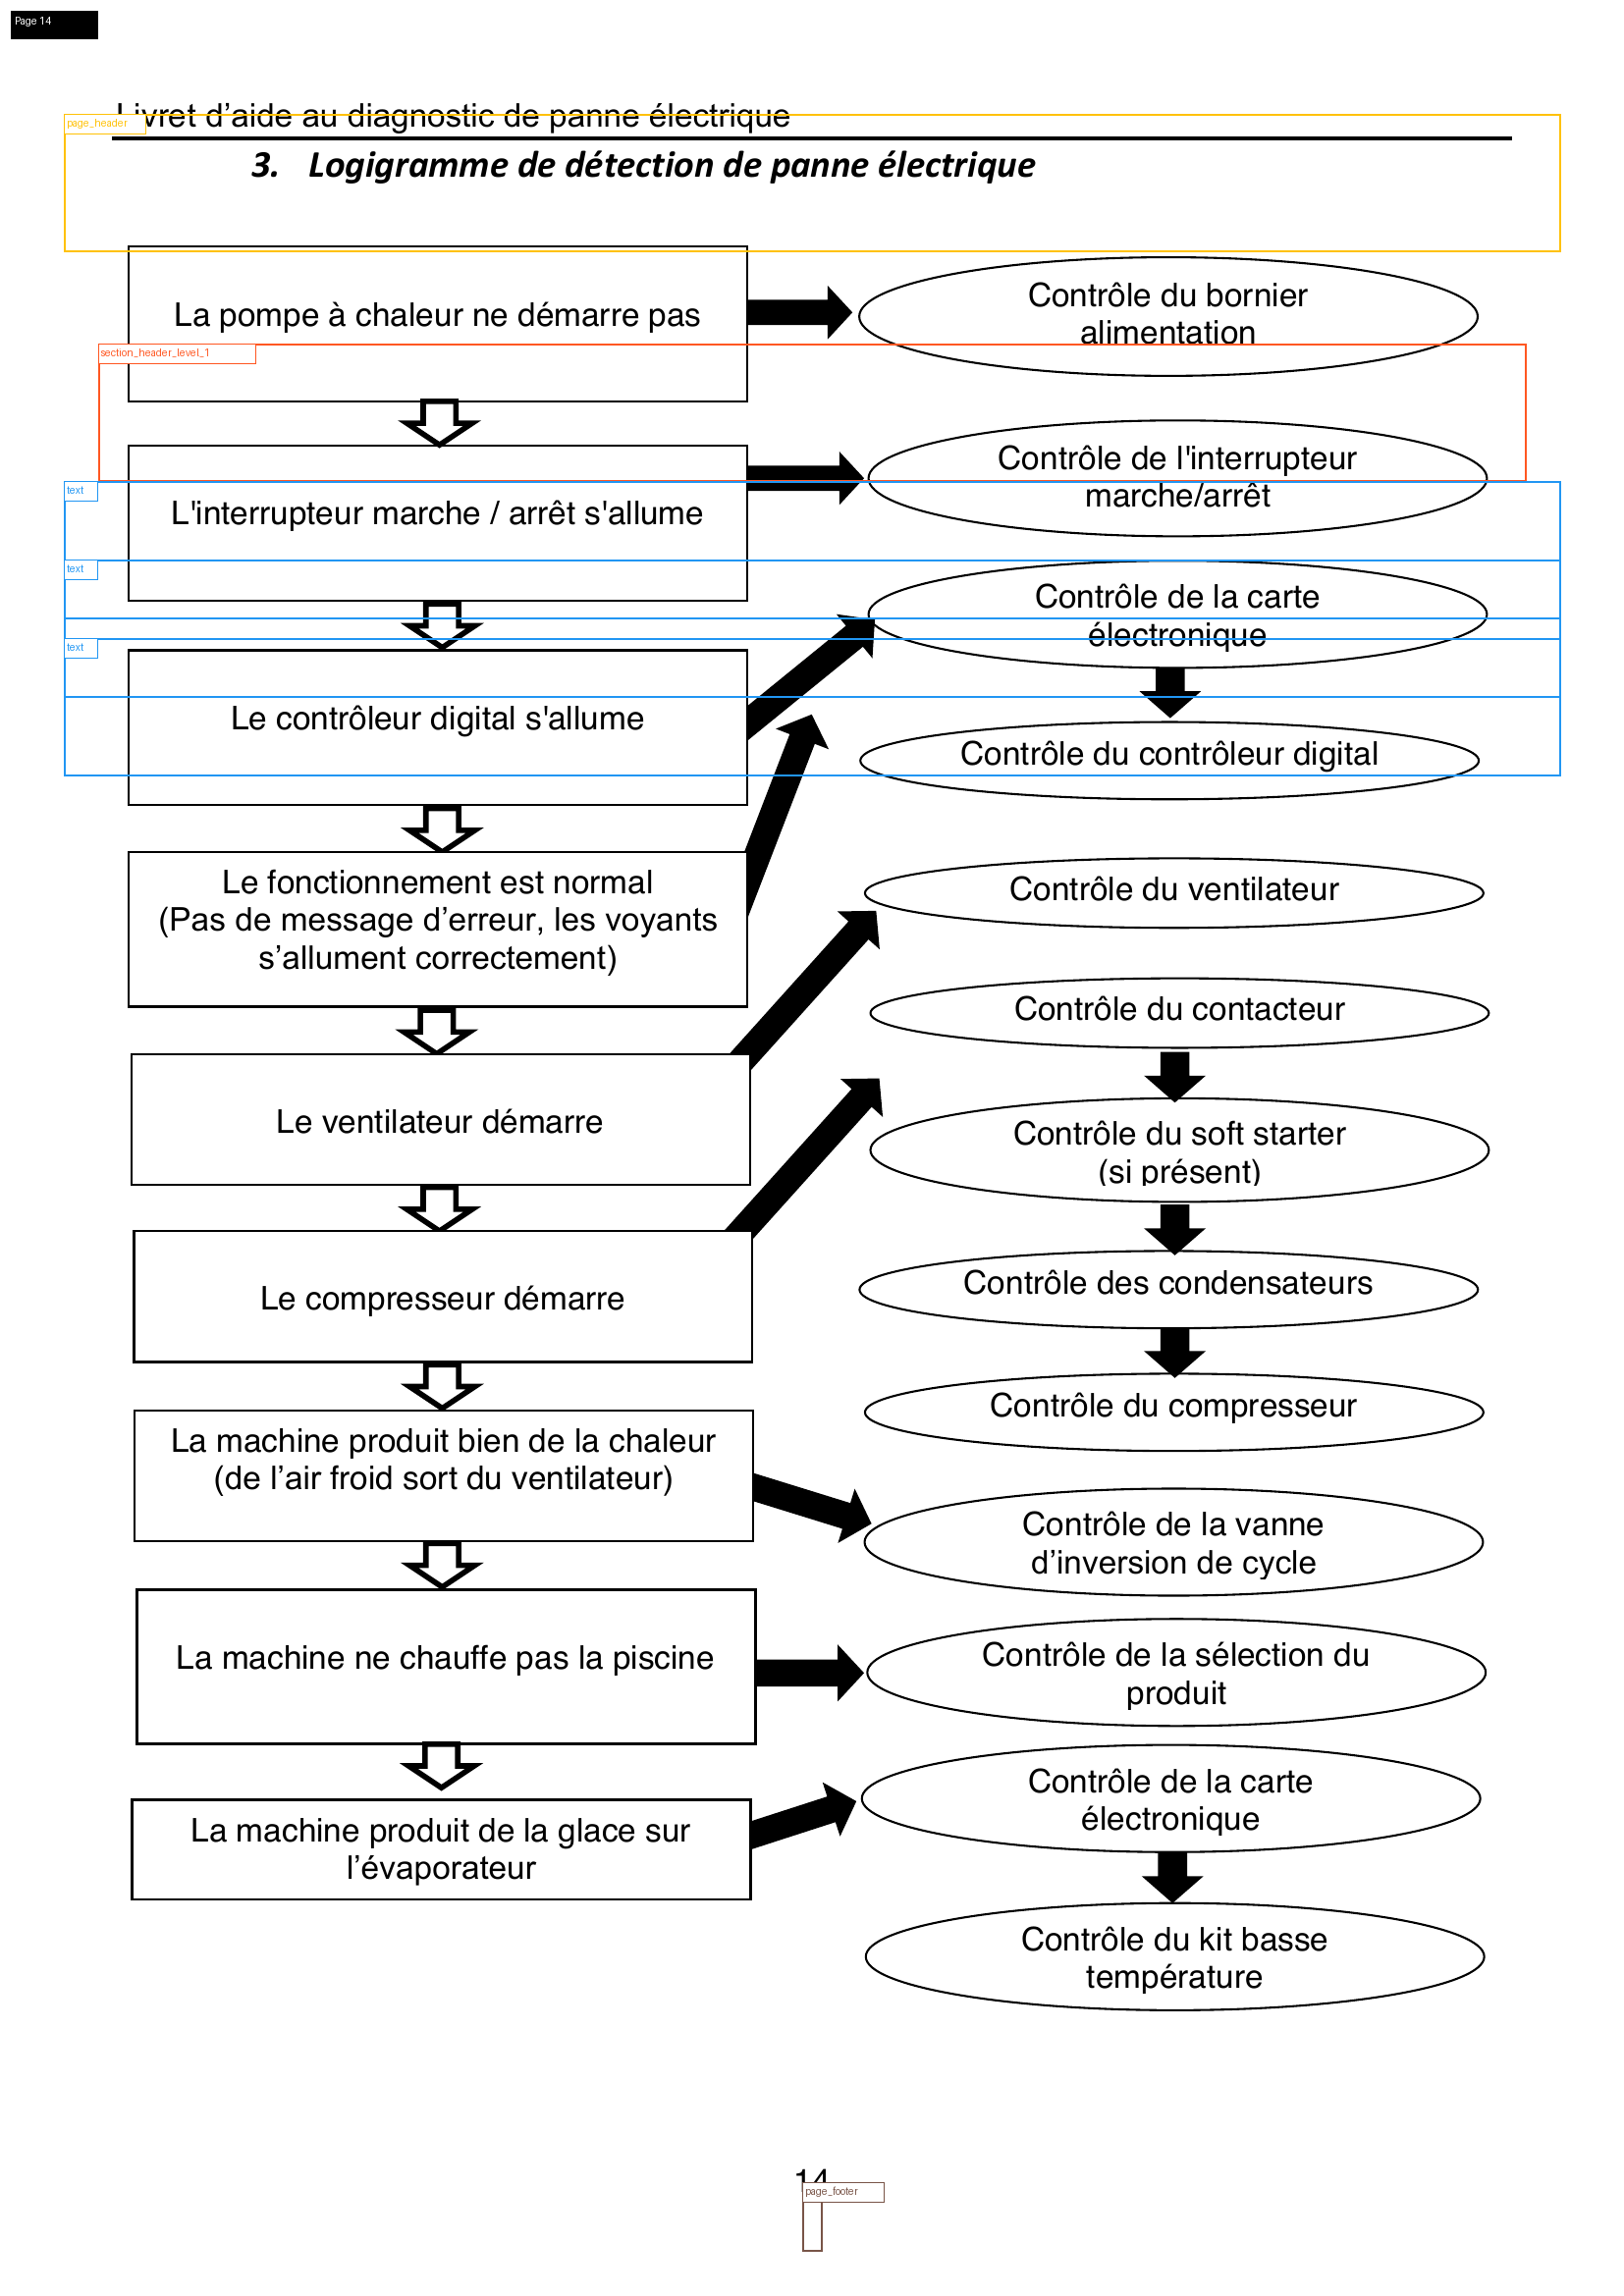 Page 14
Livret d’aide au diagnostic de panne électrique
page_header
3. Logigramme de détection de panne électrique
La pompe à chaleur ne démarre pas
Contrôle du bornier
alimentation
section_header_level_1
L'interrupteur marche / arrêt s'allume
Contrôle de l'interrupteur
marche/arrêt
text
text
text
Contrôle de la carte
électronique
Le contrôleur digital s'allume
Contrôle du contrôleur digital
Le fonctionnement est normal
(Pas de message d’erreur, les voyants
s’allument correctement)
Contrôle du ventilateur
Le ventilateur démarre
Contrôle du contacteur
Contrôle du soft starter
(si présent)
Le compresseur démarre
Contrôle des condensateurs
Contrôle du compresseur
La machine produit bien de la chaleur
(de l’air froid sort du ventilateur)
Contrôle de la vanne
d’inversion de cycle
La machine ne chauffe pas la piscine
Contrôle de la sélection du
produit
La machine produit de la glace sur
l’évaporateur
Contrôle de la carte
électronique
Contrôle du kit basse
température
14
page_footer